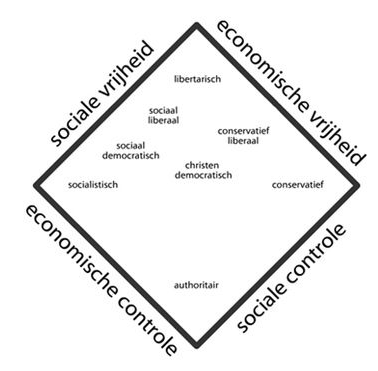 sociale vrijheid
economische vrijheid
libertarisch
sociaal
liberaal
conservatief
liberaal
sociaal
democratisch
christen
democratisch
socialistisch
conservatief
authoritair
economische controle
sociale controle